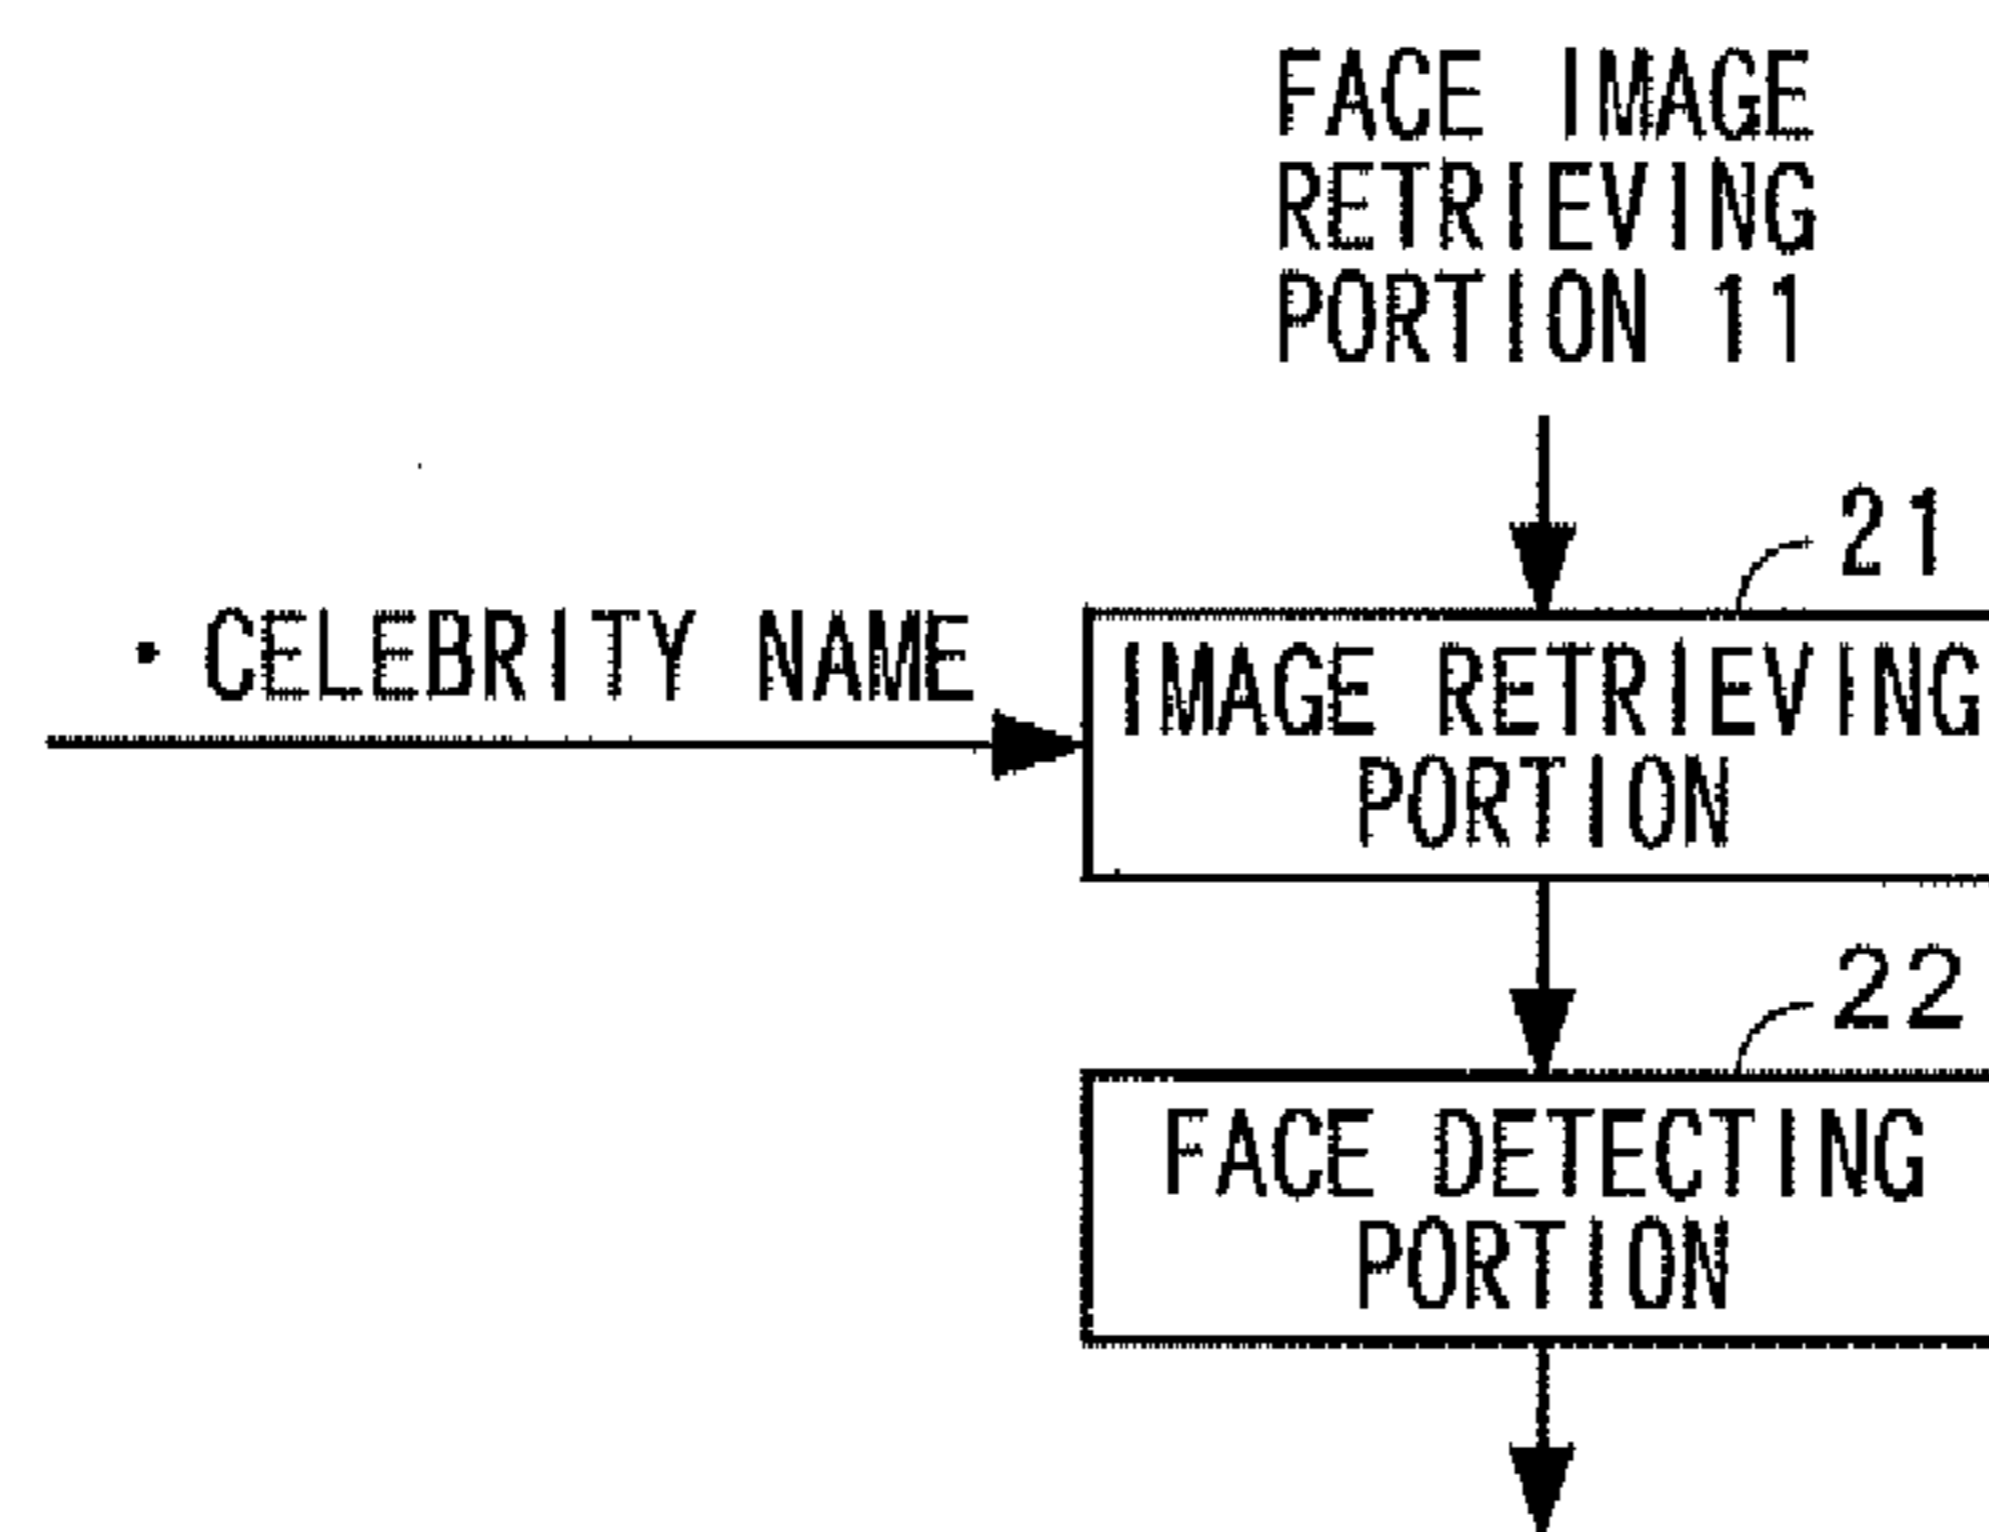 FACE IMAGE
RETRIEVING
PORTION 11
21
• CELEBRITY NAME
IMAGE RETRIEVING
PORTION
22
FACE DETECTING
PORTION